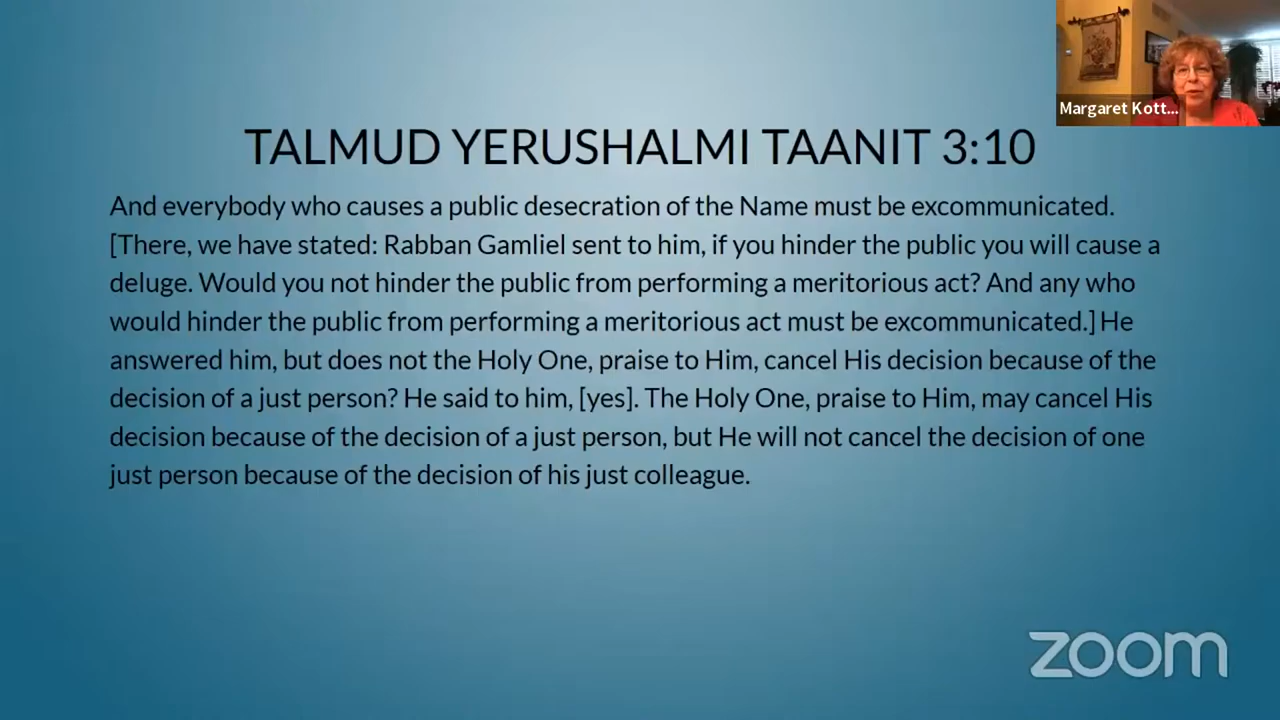 Margaret Kott...
TALMUD YERUSHALMI TAANIT 3:10
And everybody who causes a public desecration of the Name must be excommunicated.
[There, we have stated: Rabban Gamliel sent to him, if you hinder the public you will cause a
deluge. Would you not hinder the public from performing a meritorious act? And any who
would hinder the public from performing a meritorious act must be excommunicated.] He
answered him, but does not the Holy One, praise to Him, cancel His decision because of the
decision of a just person? He said to him, [yes]. The Holy One, praise to Him, may cancel His
decision because of the decision of a just person, but He will not cancel the decision of one
just person because of the decision of his just colleague.
zoom